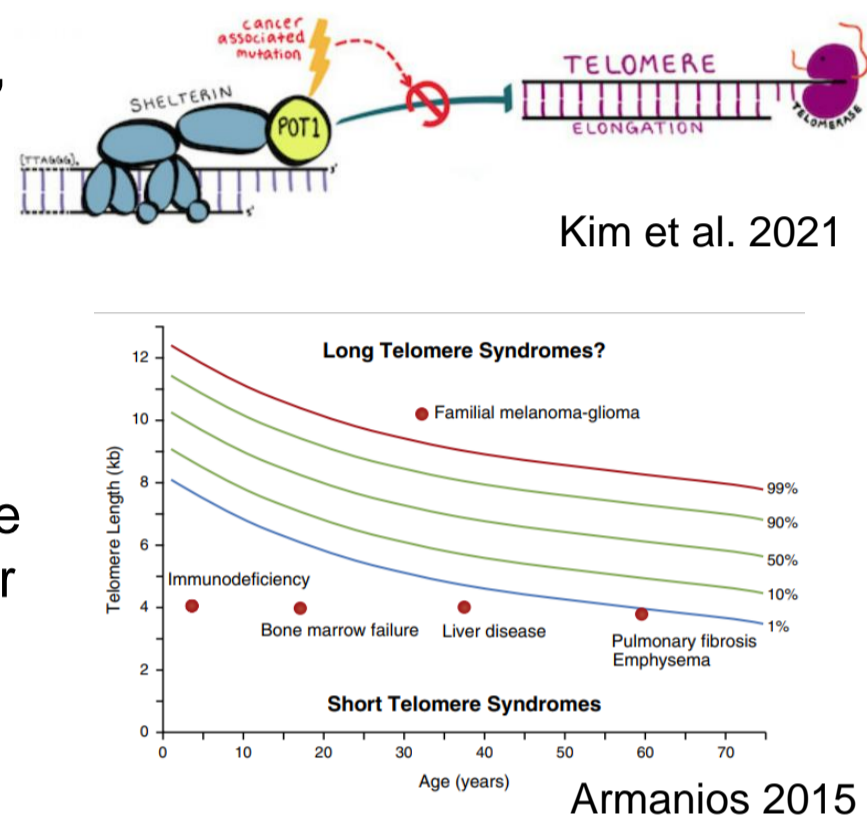 ,
cancer
associated
mutation
SHELTERIN
POT1
[TTAGGG]n
3'
5'
TELOMERE
ELONGATION
TELOMERASE
Kim et al. 2021
e
r
Long Telomere Syndromes?
Familial melanoma-glioma
Telomere Length (kb)
12
10
8
6
4
2
0
99%
90%
50%
10%
1%
Immunodeficiency
Bone marrow failure
Liver disease
Pulmonary fibrosis
Emphysema
Short Telomere Syndromes
0 10 20 30 40 50 60 70
Age (years)
Armanios 2015